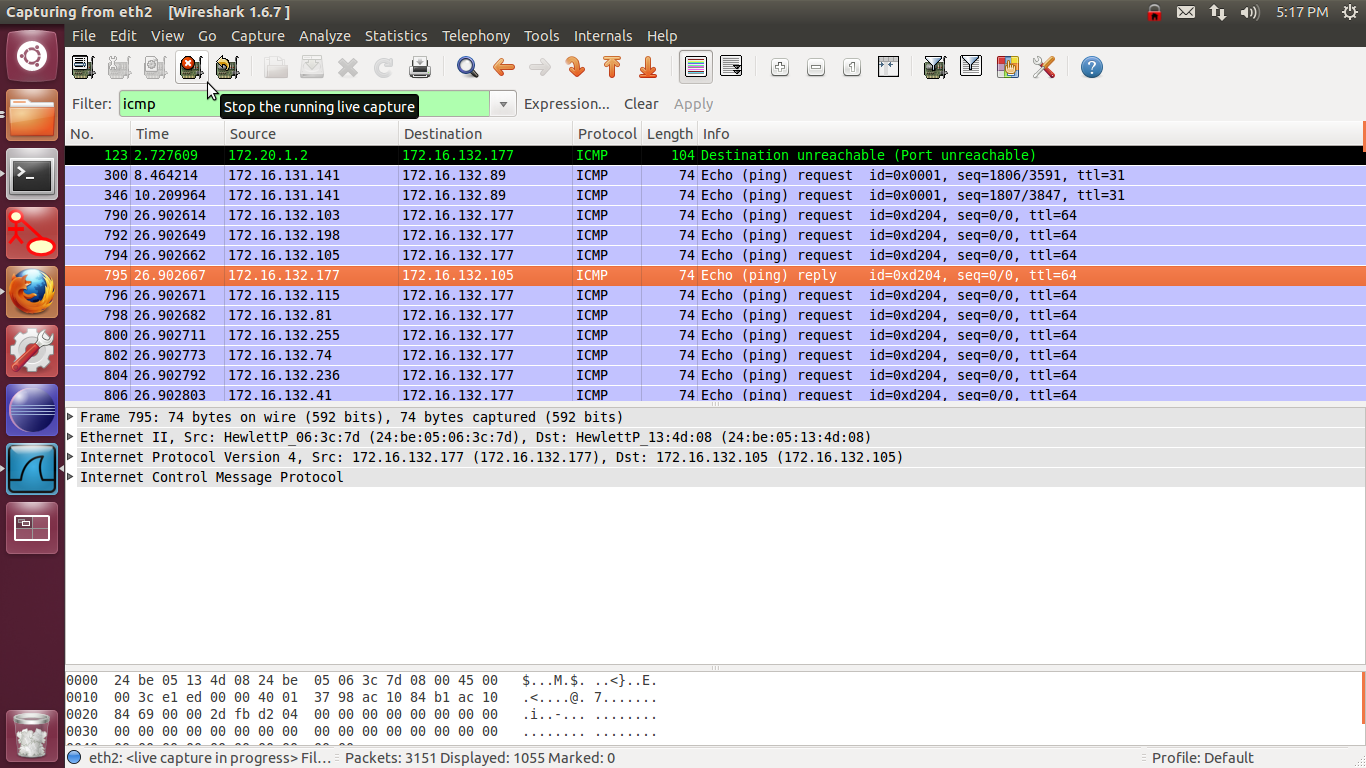 Capturing from eth2 [Wireshark 1.6.7 ]
5:17 PM
File Edit View Go Capture Analyze Statistics Telephony Tools Internals Help
Filter: icmp Expression... Clear Apply
Stop the running live capture
No. Time Source Destination Protocol Length Info
123 2.727609 172.20.1.2 172.16.132.177 ICMP 104 Destination unreachable (Port unreachable)
300 8.464214 172.16.131.141 172.16.132.89 ICMP 74 Echo (ping) request id=0x0001, seq=1806/3591, ttl=31
346 10.209964 172.16.131.141 172.16.132.89 ICMP 74 Echo (ping) request id=0x0001, seq=1807/3847, ttl=31
790 26.902614 172.16.132.103 172.16.132.177 ICMP 74 Echo (ping) request id=0xd204, seq=0/0, ttl=64
792 26.902649 172.16.132.198 172.16.132.177 ICMP 74 Echo (ping) request id=0xd204, seq=0/0, ttl=64
794 26.902662 172.16.132.105 172.16.132.177 ICMP 74 Echo (ping) request id=0xd204, seq=0/0, ttl=64
795 26.902667 172.16.132.177 172.16.132.105 ICMP 74 Echo (ping) reply id=0xd204, seq=0/0, ttl=64
796 26.902671 172.16.132.115 172.16.132.177 ICMP 74 Echo (ping) request id=0xd204, seq=0/0, ttl=64
798 26.902682 172.16.132.81 172.16.132.177 ICMP 74 Echo (ping) request id=0xd204, seq=0/0, ttl=64
800 26.902711 172.16.132.255 172.16.132.177 ICMP 74 Echo (ping) request id=0xd204, seq=0/0, ttl=64
802 26.902773 172.16.132.74 172.16.132.177 ICMP 74 Echo (ping) request id=0xd204, seq=0/0, ttl=64
804 26.902792 172.16.132.236 172.16.132.177 ICMP 74 Echo (ping) request id=0xd204, seq=0/0, ttl=64
806 26.902803 172.16.132.41 172.16.132.177 ICMP 74 Echo (ping) request id=0xd204, seq=0/0, ttl=64
Frame 795: 74 bytes on wire (592 bits), 74 bytes captured (592 bits)
Ethernet II, Src: HewlettP_06:3c:7d (24:be:05:06:3c:7d), Dst: HewlettP_13:4d:08 (24:be:05:13:4d:08)
Internet Protocol Version 4, Src: 172.16.132.177 (172.16.132.177), Dst: 172.16.132.105 (172.16.132.105)
Internet Control Message Protocol
0000 24 be 05 13 4d 08 24 be 05 06 3c 7d 08 00 45 00 $...M.$. ..<}..E.
0010 00 3c e1 ed 00 00 40 01 37 98 ac 10 84 b1 ac 10 .<....@. 7.......
0020 84 69 00 00 2d fb d2 04 00 00 00 00 00 00 00 00 .i..-... ........
0030 00 00 00 00 00 00 00 00 00 00 00 00 00 00 00 00 ........ ........
eth2: <live capture in progress> Fil... Packets: 3151 Displayed: 1055 Marked: 0 Profile: Default